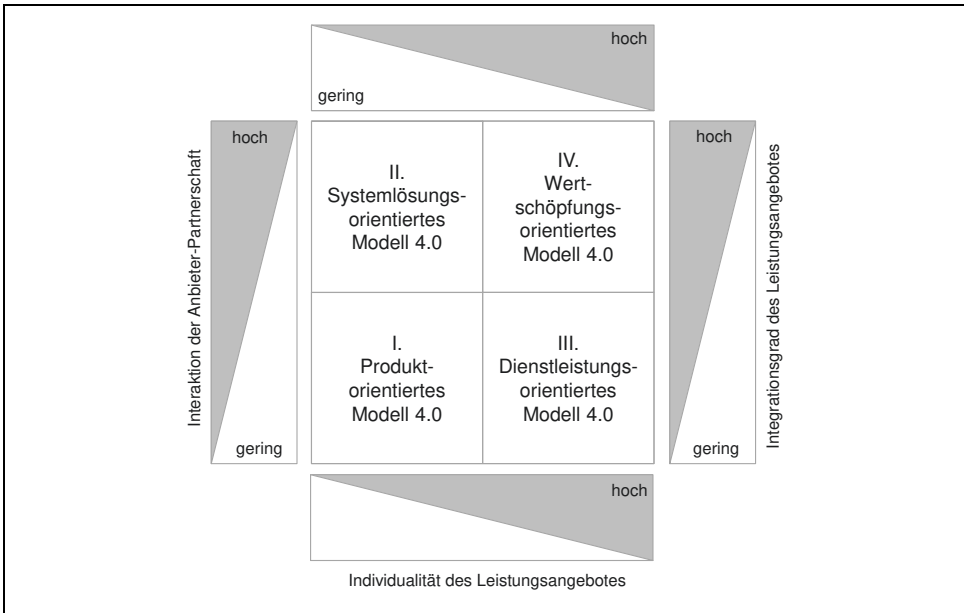 hoch
gering
hoch
gering
Interaktion der Anbieter-Partnerschaft
II.
Systemlösungs-
orientiertes
Modell 4.0
IV.
Wert-
schöpfungs-
orientiertes
Modell 4.0
I.
Produkt-
orientiertes
Modell 4.0
III.
Dienstleistungs-
orientiertes
Modell 4.0
hoch
gering
Integrationsgrad des Leistungsangebotes
hoch
Individualität des Leistungsangebotes